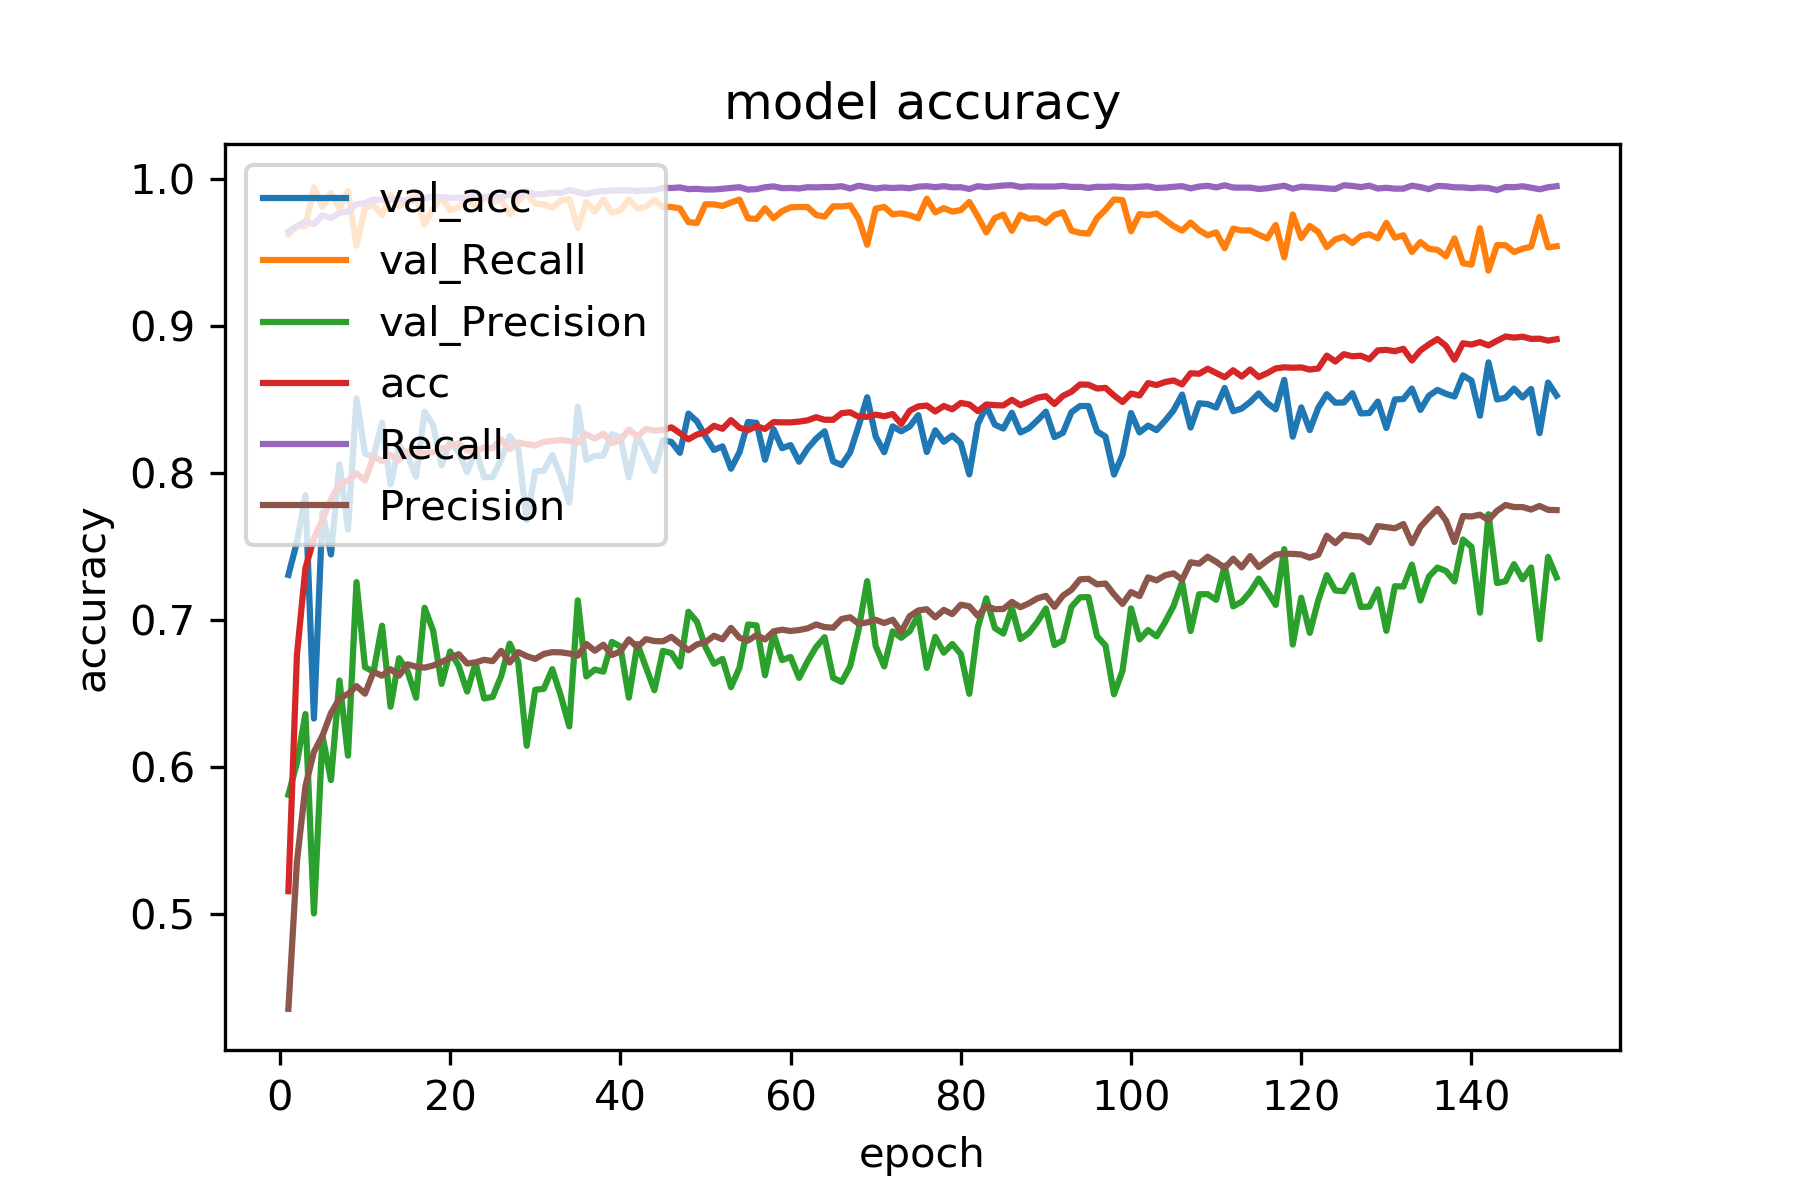 model accuracy
val_acc
val_Recall
val_Precision
acc
Recall
Precision
accuracy
1.0
0.9
0.8
0.7
0.6
0.5
0 20 40 60 80 100 120 140
epoch